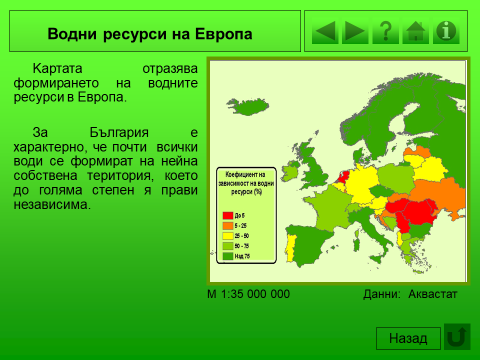 Водни ресурси на Европа
Картата отразява
формирането на водните
ресурси в Европа.
За България е
характерно, че почти всички
води се формират на нейна
собствена територия, което
до голяма степен я прави
независима.
Коефициент на
зависимост на водни
ресурси (%)
До 5
5 - 25
25 - 50
50 - 75
Над 75
М 1:35 000 000
Данни: Аквастат
Назад